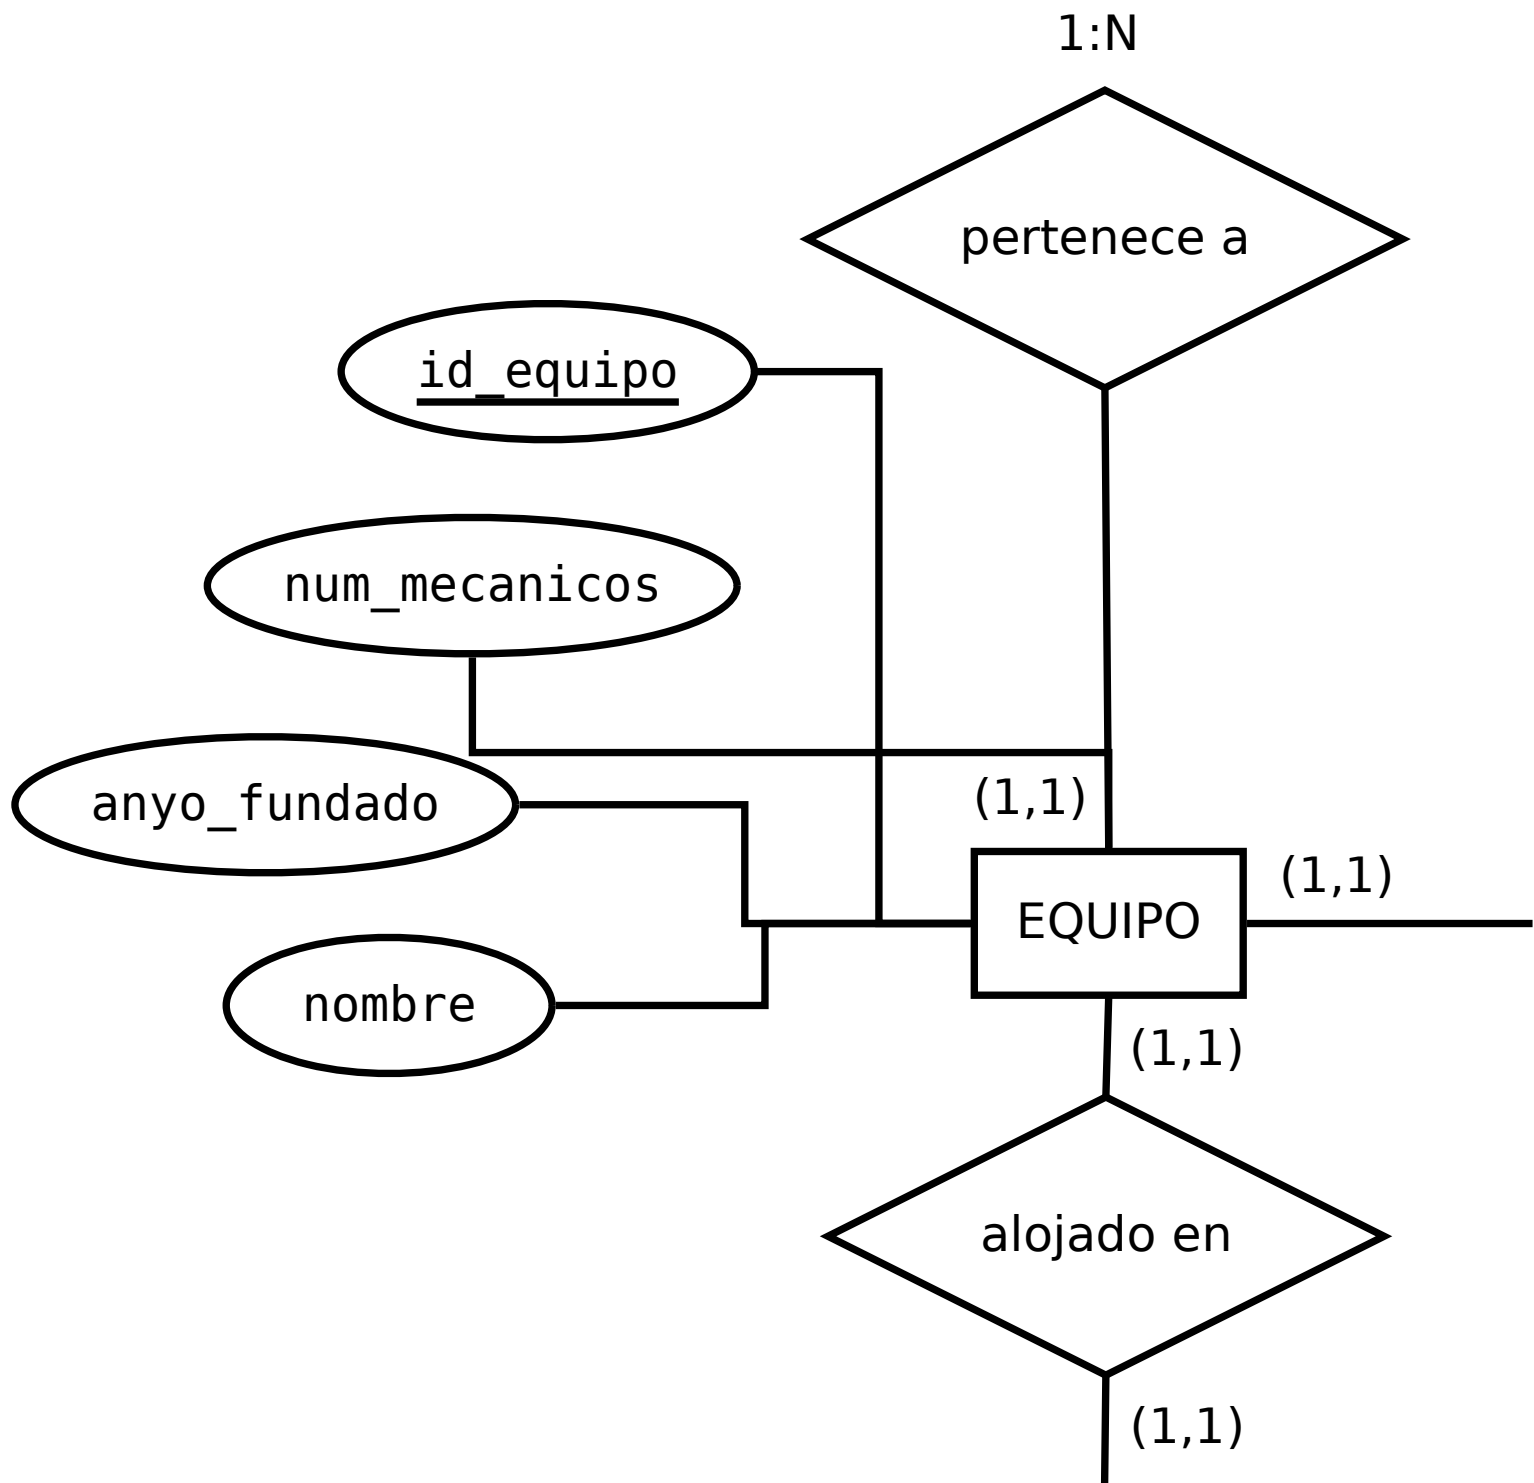 1:N
pertenece a
id_equipo
num_mecanicos
anyo_fundado
(1,1)
(1,1)
EQUIPO
nombre
(1,1)
alojado en
(1,1)